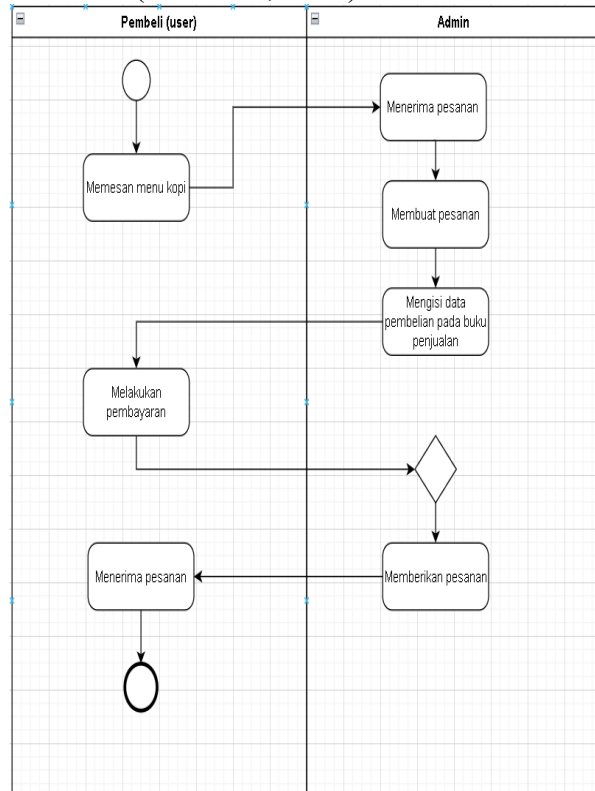 Pembeli (user)
Admin
Menerima pesanan
Memesan menu kopi
Membuat pesanan
Mengisi data
pembelian pada buku
penjualan
Melakukan
pembayaran
Menerima pesanan
Memberikan pesanan